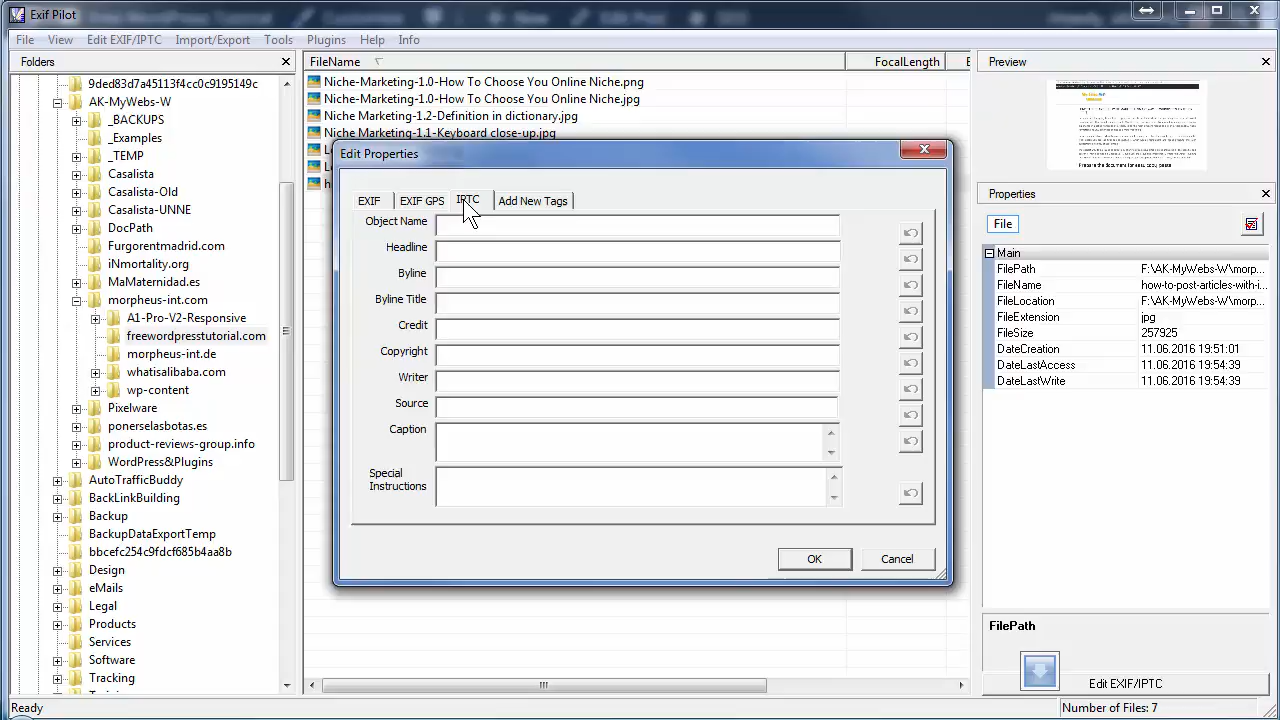 Exif Pilot
File View Edit EXIF/IPTC Import/Export Tools Plugins Help Info
Folders
9ded83d7a45113f4cc0c9195149c
AK-MyWebs-W
_BACKUPS
_Examples
_TEMP
Casalista
Casalista-Old
Casalista-UNNE
DocPath
Furgorentmadrid.com
iNmortality.org
MaMaternidad.es
morpheus-int.com
A1-Pro-V2-Responsive
freewordpresstutorial.com
morpheus-int.de
whatisalibaba.com
wp-content
Pixelware
ponerselasbotas.es
product-reviews-group.info
WordPress&Plugins
AutoTrafficBuddy
BackLinkBuilding
Backup
BackupDataExportTemp
bbcefc254c9fdcf685b4aa8b
Design
eMails
Legal
Products
Services
Software
Tracking
FileName FocalLength E
Niche-Marketing-1.0-How To Choose You Online Niche.png
Niche-Marketing-1.0-How To Choose You Online Niche.jpg
Niche Marketing-1.2-Definition in dictionary.jpg
Edit Properties
EXIF EXIF GPS IPTC Add New Tags
Object Name
Headline
Byline
Byline Title
Credit
Copyright
Writer
Source
Caption
Special
Instructions
OK Cancel
Preview
Prepare the document for easy copy, paste
Properties
File
Main
FilePath F:\AK-MyWebs-W\morp...
FileName how-to-post-articles-with-i...
FileLocation F:\AK-MyWebs-W\morp...
FileExtension jpg
FileSize 257925
DateCreation 11.06.2016 19:51:01
DateLastAccess 11.06.2016 19:54:39
DateLastWrite 11.06.2016 19:54:39
FilePath
Edit EXIF/IPTC
Ready
Number of Files: 7